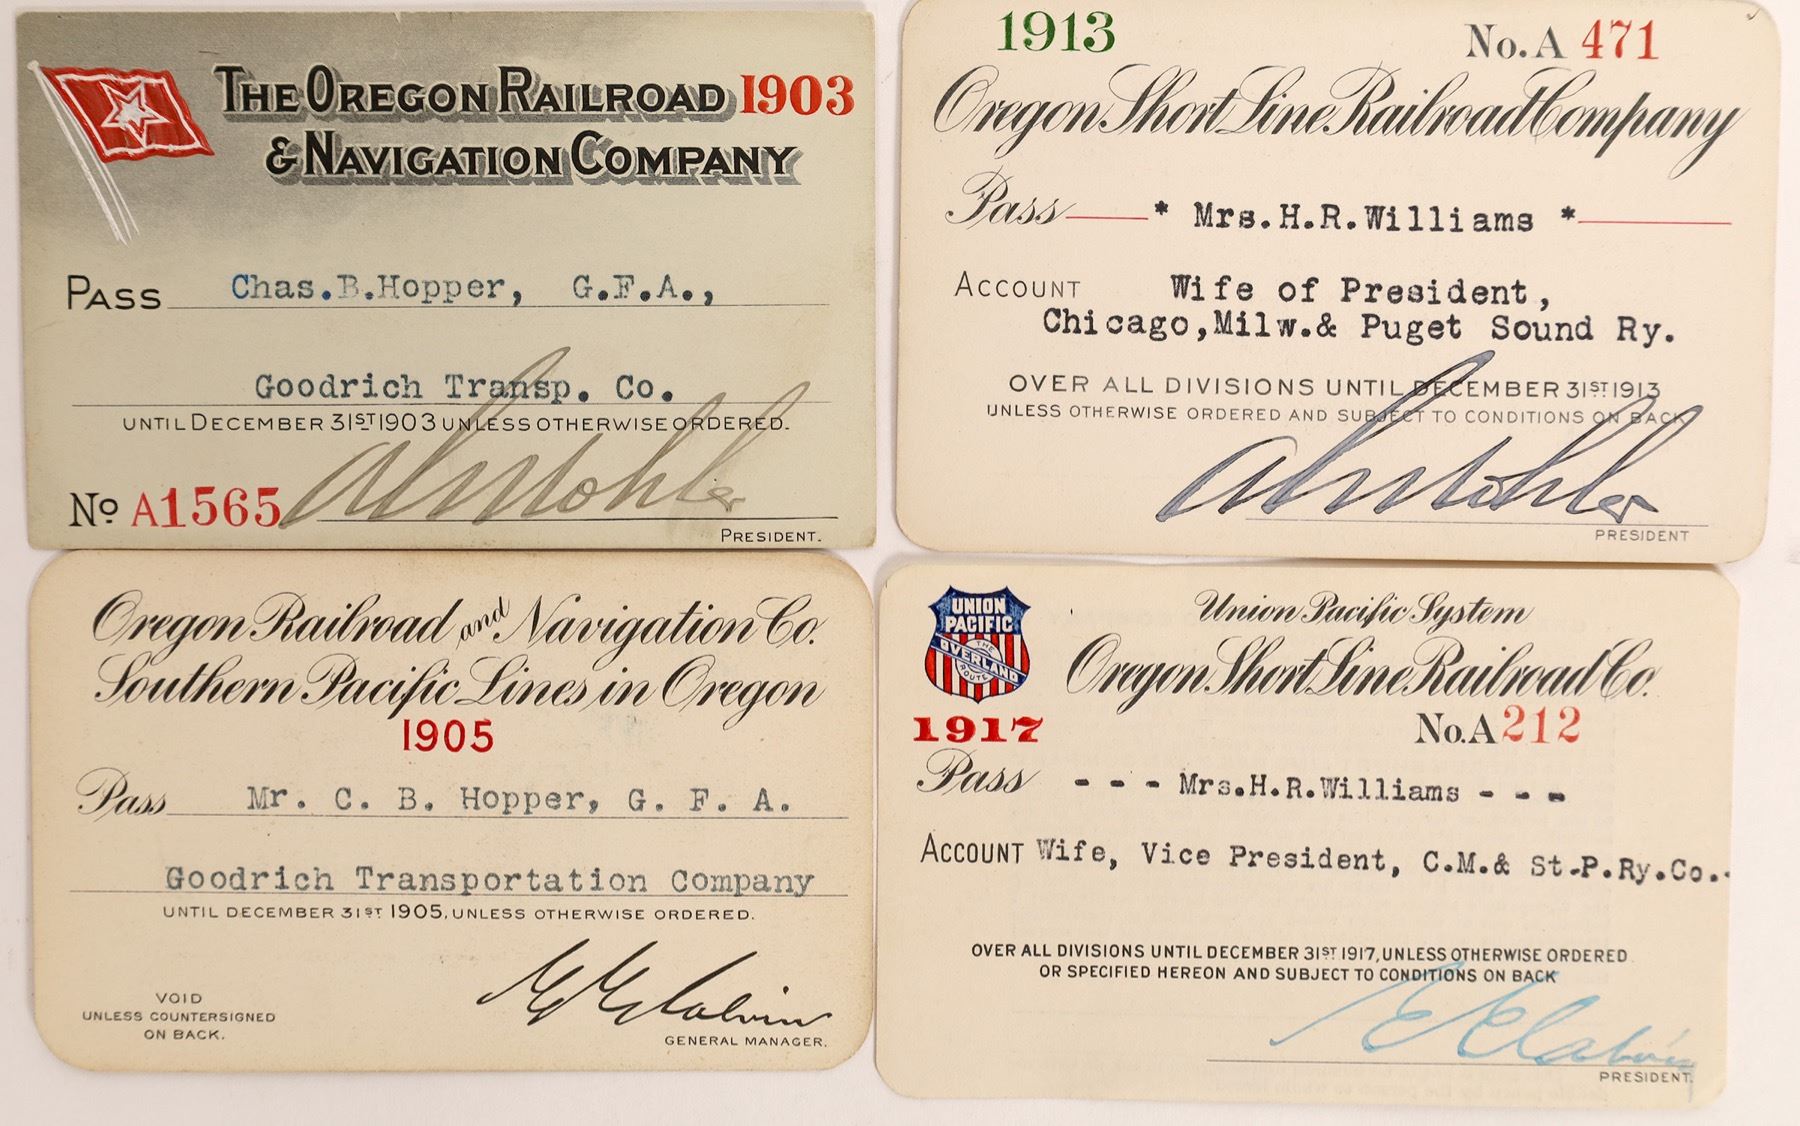 THE OREGON RAILROAD 1903
& NAVIGATION COMPANY
PASS Chas.B.Hopper, G.F.A.,
Goodrich Transp. Co.
UNTIL DECEMBER 31ST 1903 UNLESS OTHERWISE ORDERED.
No A1565 A L Mohler
PRESIDENT.
1913 No. A 471
Oregon Short Line Railroad Company
Pass * Mrs.H.R.Williams *
ACCOUNT Wife of President,
Chicago,Milw.& Puget Sound Ry.
OVER ALL DIVISIONS UNTIL DECEMBER 31ST 1913
UNLESS OTHERWISE ORDERED AND SUBJECT TO CONDITIONS ON BACK
A L Mohler
PRESIDENT
Oregon Railroad and Navigation Co.
Southern Pacific Lines in Oregon
1905
Pass Mr. C. B. Hopper, G. F. A.
Goodrich Transportation Company
UNTIL DECEMBER 31ST 1905, UNLESS OTHERWISE ORDERED.
VOID
UNLESS COUNTERSIGNED
ON BACK.
E E Calvin
GENERAL MANAGER.
UNION
PACIFIC
THE
OVERLAND
ROUTE
Union Pacific System
Oregon Short Line Railroad Co.
1917 No. A 212
Pass - - - Mrs.H.R.Williams - - -
ACCOUNT Wife, Vice President, C.M.& St.P.Ry.Co.
OVER ALL DIVISIONS UNTIL DECEMBER 31ST 1917, UNLESS OTHERWISE ORDERED
OR SPECIFIED HEREON AND SUBJECT TO CONDITIONS ON BACK
E E Calvin
PRESIDENT.